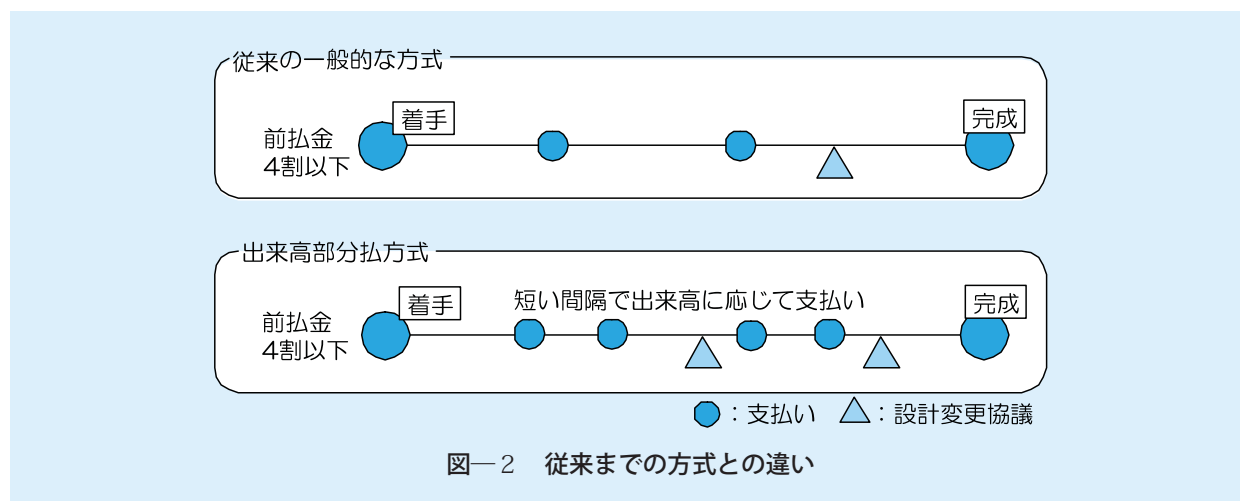 従来の一般的な方式
着手
完成
前払金
4割以下
出来高部分払方式
着手
短い間隔で出来高に応じて支払い
完成
前払金
4割以下
：支払い
：設計変更協議
図―２　従来までの方式との違い